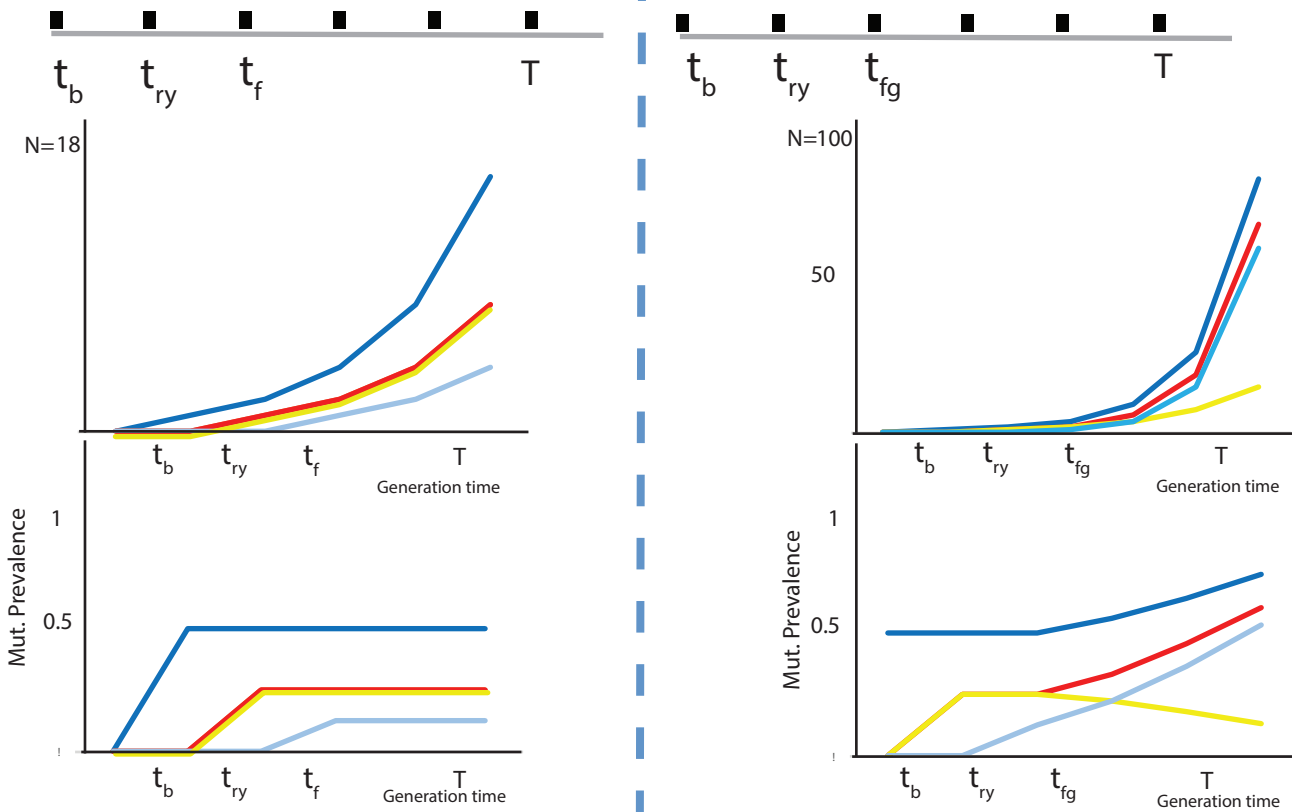 t_b t_ry t_f T
N=18
t_b t_ry t_f T
Generation time
1
0.5
Mut. Prevalence
!
t_b t_ry t_f T
Generation time
t_b t_ry t_fg T
N=100
50
t_b t_ry t_fg T
Generation time
1
0.5
Mut. Prevalence
!
t_b t_ry t_fg T
Generation time